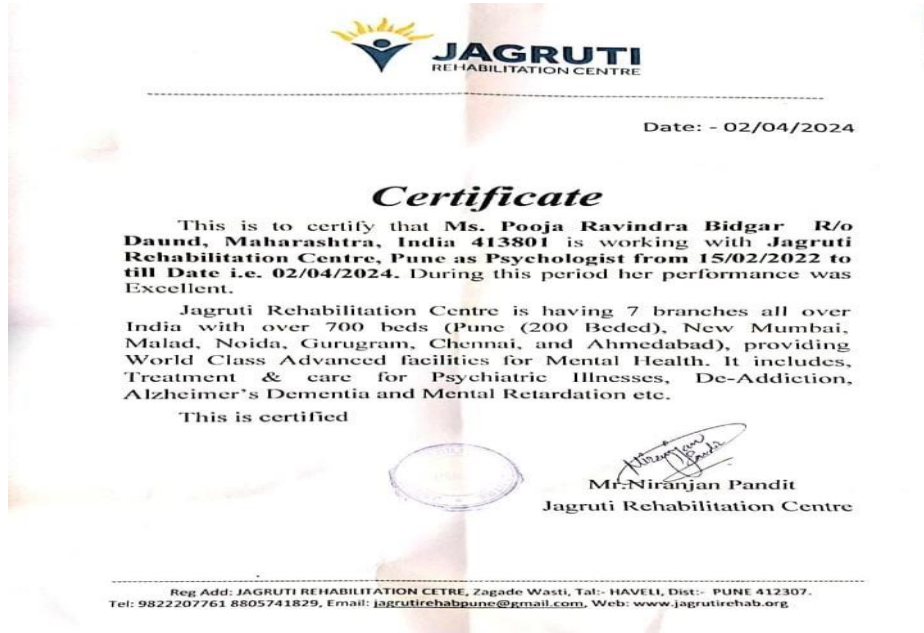 JAGRUTI
REHABILITATION CENTRE
Date: - 02/04/2024
Certificate
This is to certify that Ms. Pooja Ravindra Bidgar R/o
Daund, Maharashtra, India 413801 is working with Jagruti
Rehabilitation Centre, Pune as Psychologist from 15/02/2022 to
till Date i.e. 02/04/2024. During this period her performance was
Excellent.
Jagruti Rehabilitation Centre is having 7 branches all over
India with over 700 beds (Pune (200 Beded), New Mumbai,
Malad, Noida, Gurugram, Chennai, and Ahmedabad), providing
World Class Advanced facilities for Mental Health. It includes,
Treatment & care for Psychiatric Illnesses, De-Addiction,
Alzheimer's Dementia and Mental Retardation etc.
This is certified
Niranjan
Pandit
Mr.Niranjan Pandit
Jagruti Rehabilitation Centre
Reg Add: JAGRUTI REHABILITATION CETRE, Zagade Wasti, Tal:- HAVELI, Dist:- PUNE 412307.
Tel: 9822207761 8805741829, Email: jagrutirehabpune@gmail.com, Web: www.jagrutirehab.org